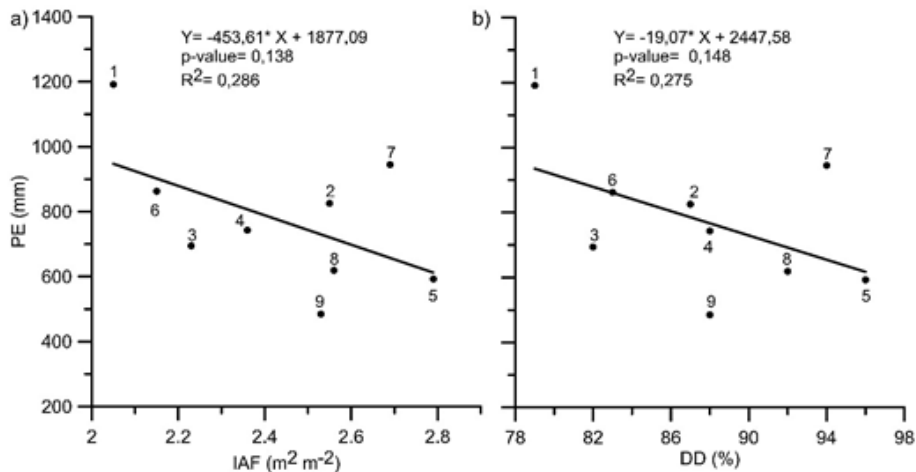 a)
Y= -453,61* X + 1877,09
p-value= 0,138
R²= 0,286
PE (mm)
1400
1200
1000
800
600
400
200
1
6
3
4
2
7
8
9
5
2 2.2 2.4 2.6 2.8
IAF (m² m⁻²)
b)
Y= -19,07* X + 2447,58
p-value= 0,148
R²= 0,275
1
6
3
2
4
7
8
9
5
78 82 86 90 94 98
DD (%)